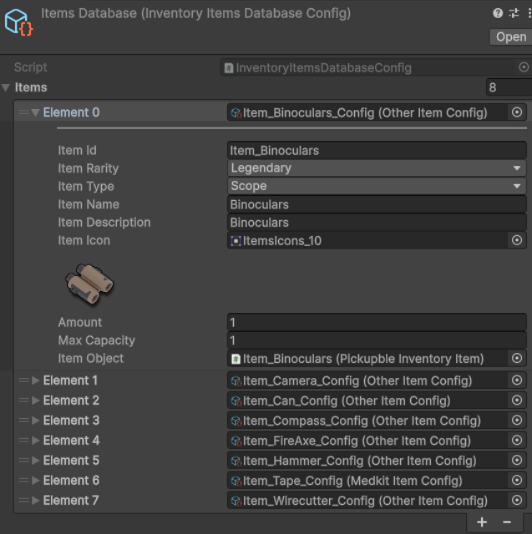 Items Database (Inventory Items Database Config)
Open
Script InventoryItemsDatabaseConfig
Items 8
Element 0 Item_Binoculars_Config (Other Item Config)
Item Id Item_Binoculars
Item Rarity Legendary
Item Type Scope
Item Name Binoculars
Item Description Binoculars
Item Icon ItemsIcons_10
Amount 1
Max Capacity 1
Item Object Item_Binoculars (Pickupble Inventory Item)
Element 1 Item_Camera_Config (Other Item Config)
Element 2 Item_Can_Config (Other Item Config)
Element 3 Item_Compass_Config (Other Item Config)
Element 4 Item_FireAxe_Config (Other Item Config)
Element 5 Item_Hammer_Config (Other Item Config)
Element 6 Item_Tape_Config (Medkit Item Config)
Element 7 Item_Wirecutter_Config (Other Item Config)
+ −